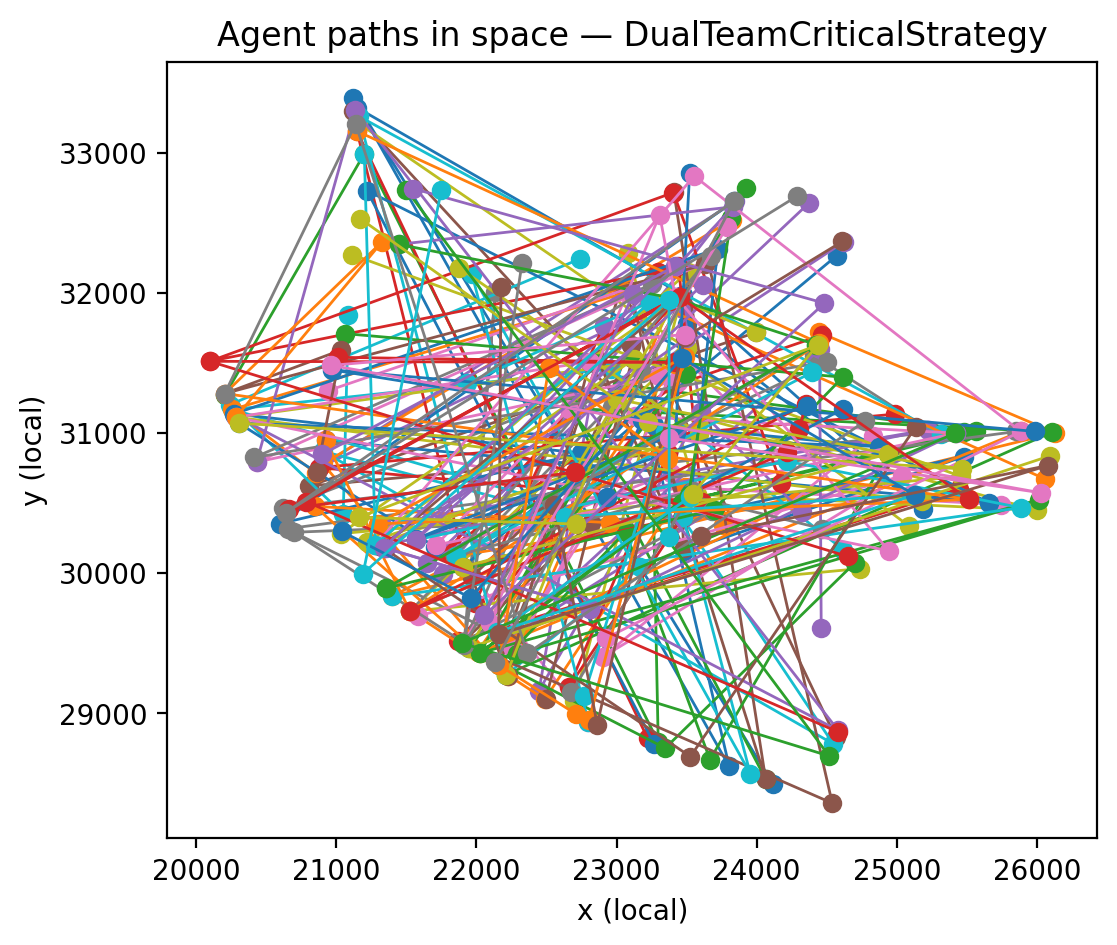 Agent paths in space — DualTeamCriticalStrategy
33000
32000
31000
30000
29000
y (local)
20000 21000 22000 23000 24000 25000 26000
x (local)